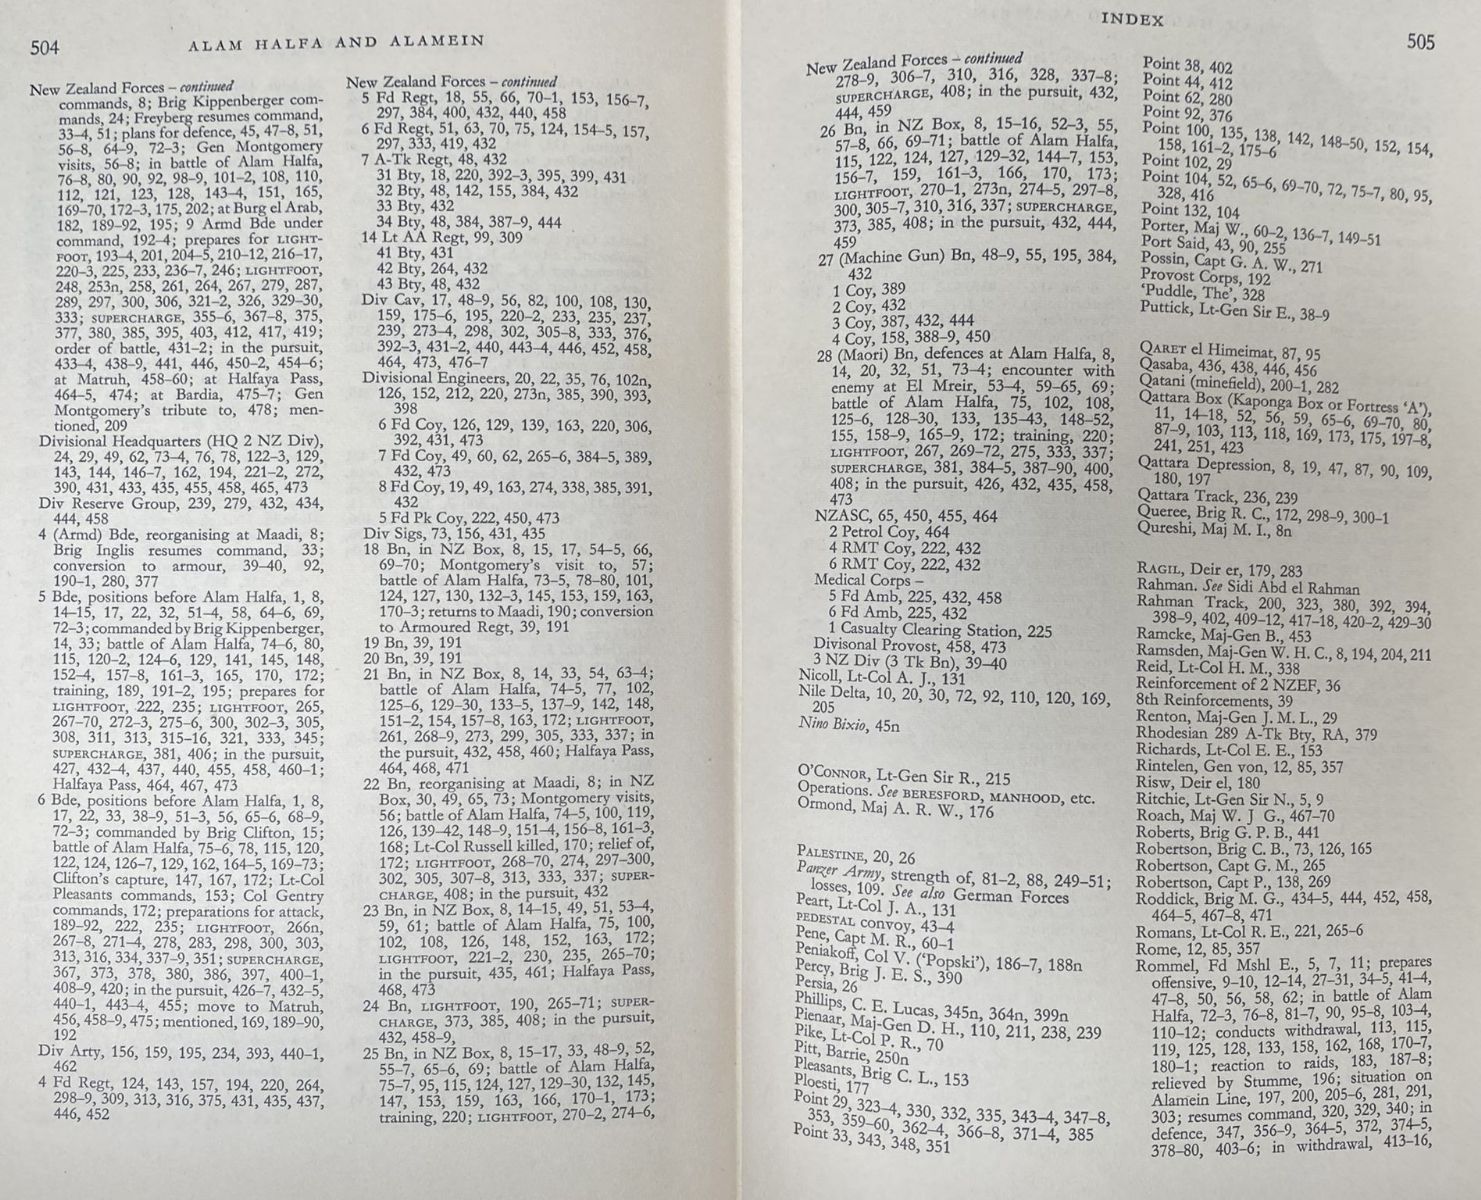 504
ALAM HALFA AND ALAMEIN
New Zealand Forces – continued
commands, 8; Brig Kippenberger com-
mands, 24; Freyberg resumes command,
33–4, 51; plans for defence, 45, 47–8, 51,
56–8, 64–9, 72–3; Gen Montgomery
visits, 56–8; in battle of Alam Halfa,
76–8, 80, 90, 92, 98–9, 101–2, 108, 110,
112, 121, 123, 128, 143–4, 151, 165,
169–70, 172–3, 175, 202; at Burg el Arab,
182, 189–92, 195; 9 Armd Bde under
command, 192–4; prepares for LIGHT-
FOOT, 193–4, 201, 204–5, 210–12, 216–17,
220–3, 225, 233, 236–7, 246; LIGHTFOOT,
248, 253n, 258, 261, 264, 267, 279, 287,
289, 297, 300, 306, 321–2, 326, 329–30,
333; SUPERCHARGE, 355–6, 367–8, 375,
377, 380, 385, 395, 403, 412, 417, 419;
order of battle, 431–2; in the pursuit,
433–4, 438–9, 441, 446, 450–2, 454–6;
at Matruh, 458–60; at Halfaya Pass,
464–5, 474; at Bardia, 475–7; Gen
Montgomery's tribute to, 478; men-
tioned, 209
Divisional Headquarters (HQ 2 NZ Div),
24, 29, 49, 62, 73–4, 76, 78, 122–3, 129,
143, 144, 146–7, 162, 194, 221–2, 272,
390, 431, 433, 435, 455, 458, 465, 473
Div Reserve Group, 239, 279, 432, 434,
444, 458
4 (Armd) Bde, reorganising at Maadi, 8;
Brig Inglis resumes command, 33;
conversion to armour, 39–40, 92,
190–1, 280, 377
5 Bde, positions before Alam Halfa, 1, 8,
14–15, 17, 22, 32, 51–4, 58, 64–6, 69,
72–3; commanded by Brig Kippenberger,
14, 33; battle of Alam Halfa, 74–6, 80,
115, 120–2, 124–6, 129, 141, 145, 148,
152–4, 157–8, 161–3, 165, 170, 172;
training, 189, 191–2, 195; prepares for
LIGHTFOOT, 222, 235; LIGHTFOOT, 265,
267–70, 272–3, 275–6, 300, 302–3, 305,
308, 311, 313, 315–16, 321, 333, 345;
SUPERCHARGE, 381, 406; in the pursuit,
427, 432–4, 437, 440, 455, 458, 460–1;
Halfaya Pass, 464, 467, 473
6 Bde, positions before Alam Halfa, 1, 8,
17, 22, 33, 38–9, 51–3, 56, 65–6, 68–9,
72–3; commanded by Brig Clifton, 15;
battle of Alam Halfa, 75–6, 78, 115, 120,
122, 124, 126–7, 129, 162, 164–5, 169–73;
Clifton's capture, 147, 167, 172; Lt-Col
Pleasants commands, 153; Col Gentry
commands, 172; preparations for attack,
189–92, 222, 235; LIGHTFOOT, 266n,
267–8, 271–4, 278, 283, 298, 300, 303,
313, 316, 334, 337–9, 351; SUPERCHARGE,
367, 373, 378, 380, 386, 397, 400–1,
408–9, 420; in the pursuit, 426–7, 432–5,
440–1, 443–4, 455; move to Matruh,
456, 458–9, 475; mentioned, 169, 189–90,
192
Div Arty, 156, 159, 195, 234, 393, 440–1,
462
4 Fd Regt, 124, 143, 157, 194, 220, 264,
298–9, 309, 313, 316, 375, 431, 435, 437,
446, 452
New Zealand Forces – continued
5 Fd Regt, 18, 55, 66, 70–1, 153, 156–7,
297, 384, 400, 432, 440, 458
6 Fd Regt, 51, 63, 70, 75, 124, 154–5, 157,
297, 333, 419, 432
7 A-Tk Regt, 48, 432
31 Bty, 18, 220, 392–3, 395, 399, 431
32 Bty, 48, 142, 155, 384, 432
33 Bty, 432
34 Bty, 48, 384, 387–9, 444
14 Lt AA Regt, 99, 309
41 Bty, 431
42 Bty, 264, 432
43 Bty, 48, 432
Div Cav, 17, 48–9, 56, 82, 100, 108, 130,
159, 175–6, 195, 220–2, 233, 235, 237,
239, 273–4, 298, 302, 305–8, 333, 376,
392–3, 431–2, 440, 443–4, 446, 452, 458,
464, 473, 476–7
Divisional Engineers, 20, 22, 35, 76, 102n,
126, 152, 212, 220, 273n, 385, 390, 393,
398
6 Fd Coy, 126, 129, 139, 163, 220, 306,
392, 431, 473
7 Fd Coy, 49, 60, 62, 265–6, 384–5, 389,
432, 473
8 Fd Coy, 19, 49, 163, 274, 338, 385, 391,
432
5 Fd Pk Coy, 222, 450, 473
Div Sigs, 73, 156, 431, 435
18 Bn, in NZ Box, 8, 15, 17, 54–5, 66,
69–70; Montgomery's visit to, 57;
battle of Alam Halfa, 73–5, 78–80, 101,
124, 127, 130, 132–3, 145, 153, 159, 163,
170–3; returns to Maadi, 190; conversion
to Armoured Regt, 39, 191
19 Bn, 39, 191
20 Bn, 39, 191
21 Bn, in NZ Box, 8, 14, 33, 54, 63–4;
battle of Alam Halfa, 74–5, 77, 102,
125–6, 129–30, 133–5, 137–9, 142, 148,
151–2, 154, 157–8, 163, 172; LIGHTFOOT,
261, 268–9, 273, 299, 305, 333, 337; in
the pursuit, 432, 458, 460; Halfaya Pass,
464, 468, 471
22 Bn, reorganising at Maadi, 8; in NZ
Box, 30, 49, 65, 73; Montgomery visits,
56; battle of Alam Halfa, 74–5, 100, 119,
126, 139–42, 148–9, 151–4, 156–8, 161–3,
168; Lt-Col Russell killed, 170; relief of,
172; LIGHTFOOT, 268–70, 274, 297–300,
302, 305, 307–8, 313, 333, 337; SUPER-
CHARGE, 408; in the pursuit, 432
23 Bn, in NZ Box, 8, 14–15, 49, 51, 53–4,
59, 61; battle of Alam Halfa, 75, 100,
102, 108, 126, 148, 152, 163, 172;
LIGHTFOOT, 221–2, 230, 235, 265–70;
in the pursuit, 435, 461; Halfaya Pass,
468, 473
24 Bn, LIGHTFOOT, 190, 265–71; SUPER-
CHARGE, 373, 385, 408; in the pursuit,
432, 458–9,
25 Bn, in NZ Box, 8, 15–17, 33, 48–9, 52,
55–7, 65–6, 69; battle of Alam Halfa,
75–7, 95, 115, 124, 127, 129–30, 132, 145,
147, 153, 159, 163, 166, 170–1, 173;
training, 220; LIGHTFOOT, 270–2, 274–6,
INDEX
505
New Zealand Forces – continued
278–9, 306–7, 310, 316, 328, 337–8;
SUPERCHARGE, 408; in the pursuit, 432,
444, 459
26 Bn, in NZ Box, 8, 15–16, 52–3, 55,
57–8, 66, 69–71; battle of Alam Halfa,
115, 122, 124, 127, 129–32, 144–7, 153,
156–7, 159, 161–3, 166, 170, 173;
LIGHTFOOT, 270–1, 273n, 274–5, 297–8,
300, 305–7, 310, 316, 337; SUPERCHARGE,
373, 385, 408; in the pursuit, 432, 444,
459
27 (Machine Gun) Bn, 48–9, 55, 195, 384,
432
1 Coy, 389
2 Coy, 432
3 Coy, 387, 432, 444
4 Coy, 158, 388–9, 450
28 (Maori) Bn, defences at Alam Halfa, 8,
14, 20, 32, 51, 73–4; encounter with
enemy at El Mreir, 53–4, 59–65, 69;
battle of Alam Halfa, 75, 102, 108,
125–6, 128–30, 133, 135–43, 148–52,
155, 158–9, 165–9, 172; training, 220;
LIGHTFOOT, 267, 269–72, 275, 333, 337;
SUPERCHARGE, 381, 384–5, 387–90, 400,
408; in the pursuit, 426, 432, 435, 458,
473
NZASC, 65, 450, 455, 464
2 Petrol Coy, 464
4 RMT Coy, 222, 432
6 RMT Coy, 222, 432
Medical Corps –
5 Fd Amb, 225, 432, 458
6 Fd Amb, 225, 432
1 Casualty Clearing Station, 225
Divisional Provost, 458, 473
3 NZ Div (3 Tk Bn), 39–40
Nicoll, Lt-Col A. J., 131
Nile Delta, 10, 20, 30, 72, 92, 110, 120, 169,
205
Nino Bixio, 45n
O'CONNOR, Lt-Gen Sir R., 215
Operations. See BERESFORD, MANHOOD, etc.
Ormond, Maj A. R. W., 176
PALESTINE, 20, 26
Panzer Army, strength of, 81–2, 88, 249–51;
losses, 109. See also German Forces
Peart, Lt-Col J. A., 131
PEDESTAL convoy, 43–4
Pene, Capt M. R., 60–1
Peniakoff, Col V. ('Popski'), 186–7, 188n
Percy, Brig J. E. S., 390
Persia, 26
Phillips, C. E. Lucas, 345n, 364n, 399n
Pienaar, Maj-Gen D. H., 110, 211, 238, 239
Pike, Lt-Col P. R., 70
Pitt, Barrie, 250n
Pleasants, Brig C. L., 153
Ploesti, 177
Point 29, 323–4, 330, 332, 335, 343–4, 347–8,
353, 359–60, 362–4, 366–8, 371–4, 385
Point 33, 343, 348, 351
Point 38, 402
Point 44, 412
Point 62, 280
Point 92, 376
Point 100, 135, 138, 142, 148–50, 152, 154,
158, 161–2, 175–6
Point 102, 29
Point 104, 52, 65–6, 69–70, 72, 75–7, 80, 95,
328, 416
Point 132, 104
Porter, Maj W., 60–2, 136–7, 149–51
Port Said, 43, 90, 255
Possin, Capt G. A. W., 271
Provost Corps, 192
'Puddle, The', 328
Puttick, Lt-Gen Sir E., 38–9
QARET el Himeimat, 87, 95
Qasaba, 436, 438, 446, 456
Qatani (minefield), 200–1, 282
Qattara Box (Kaponga Box or Fortress 'A'),
11, 14–18, 52, 56, 59, 65–6, 69–70, 80,
87–9, 103, 113, 118, 169, 173, 175, 197–8,
241, 251, 423
Qattara Depression, 8, 19, 47, 87, 90, 109,
180, 197
Qattara Track, 236, 239
Queree, Brig R. C., 172, 298–9, 300–1
Qureshi, Maj M. I., 8n
RAGIL, Deir er, 179, 283
Rahman. See Sidi Abd el Rahman
Rahman Track, 200, 323, 380, 392, 394,
398–9, 402, 409–12, 417–18, 420–2, 429–30
Ramcke, Maj-Gen B., 453
Ramsden, Maj-Gen W. H. C., 8, 194, 204, 211
Reid, Lt-Col H. M., 338
Reinforcement of 2 NZEF, 36
8th Reinforcements, 39
Renton, Maj-Gen J. M. L., 29
Rhodesian 289 A-Tk Bty, RA, 379
Richards, Lt-Col E. E., 153
Rintelen, Gen von, 12, 85, 357
Risw, Deir el, 180
Ritchie, Lt-Gen Sir N., 5, 9
Roach, Maj W. J G., 467–70
Roberts, Brig G. P. B., 441
Robertson, Brig C. B., 73, 126, 165
Robertson, Capt G. M., 265
Robertson, Capt P., 138, 269
Roddick, Brig M. G., 434–5, 444, 452, 458,
464–5, 467–8, 471
Romans, Lt-Col R. E., 221, 265–6
Rome, 12, 85, 357
Rommel, Fd Mshl E., 5, 7, 11; prepares
offensive, 9–10, 12–14, 27–31, 34–5, 41–4,
47–8, 50, 56, 58, 62; in battle of Alam
Halfa, 72–3, 76–8, 81–7, 90, 95–8, 103–4,
110–12; conducts withdrawal, 113, 115,
119, 125, 128, 133, 158, 162, 168, 170–7,
180–1; reaction to raids, 183, 187–8;
relieved by Stumme, 196; situation on
Alamein Line, 197, 200, 205–6, 281, 291,
303; resumes command, 320, 329, 340; in
defence, 347, 356–9, 364–5, 372, 374–5,
378–80, 403–6; in withdrawal, 413–16,